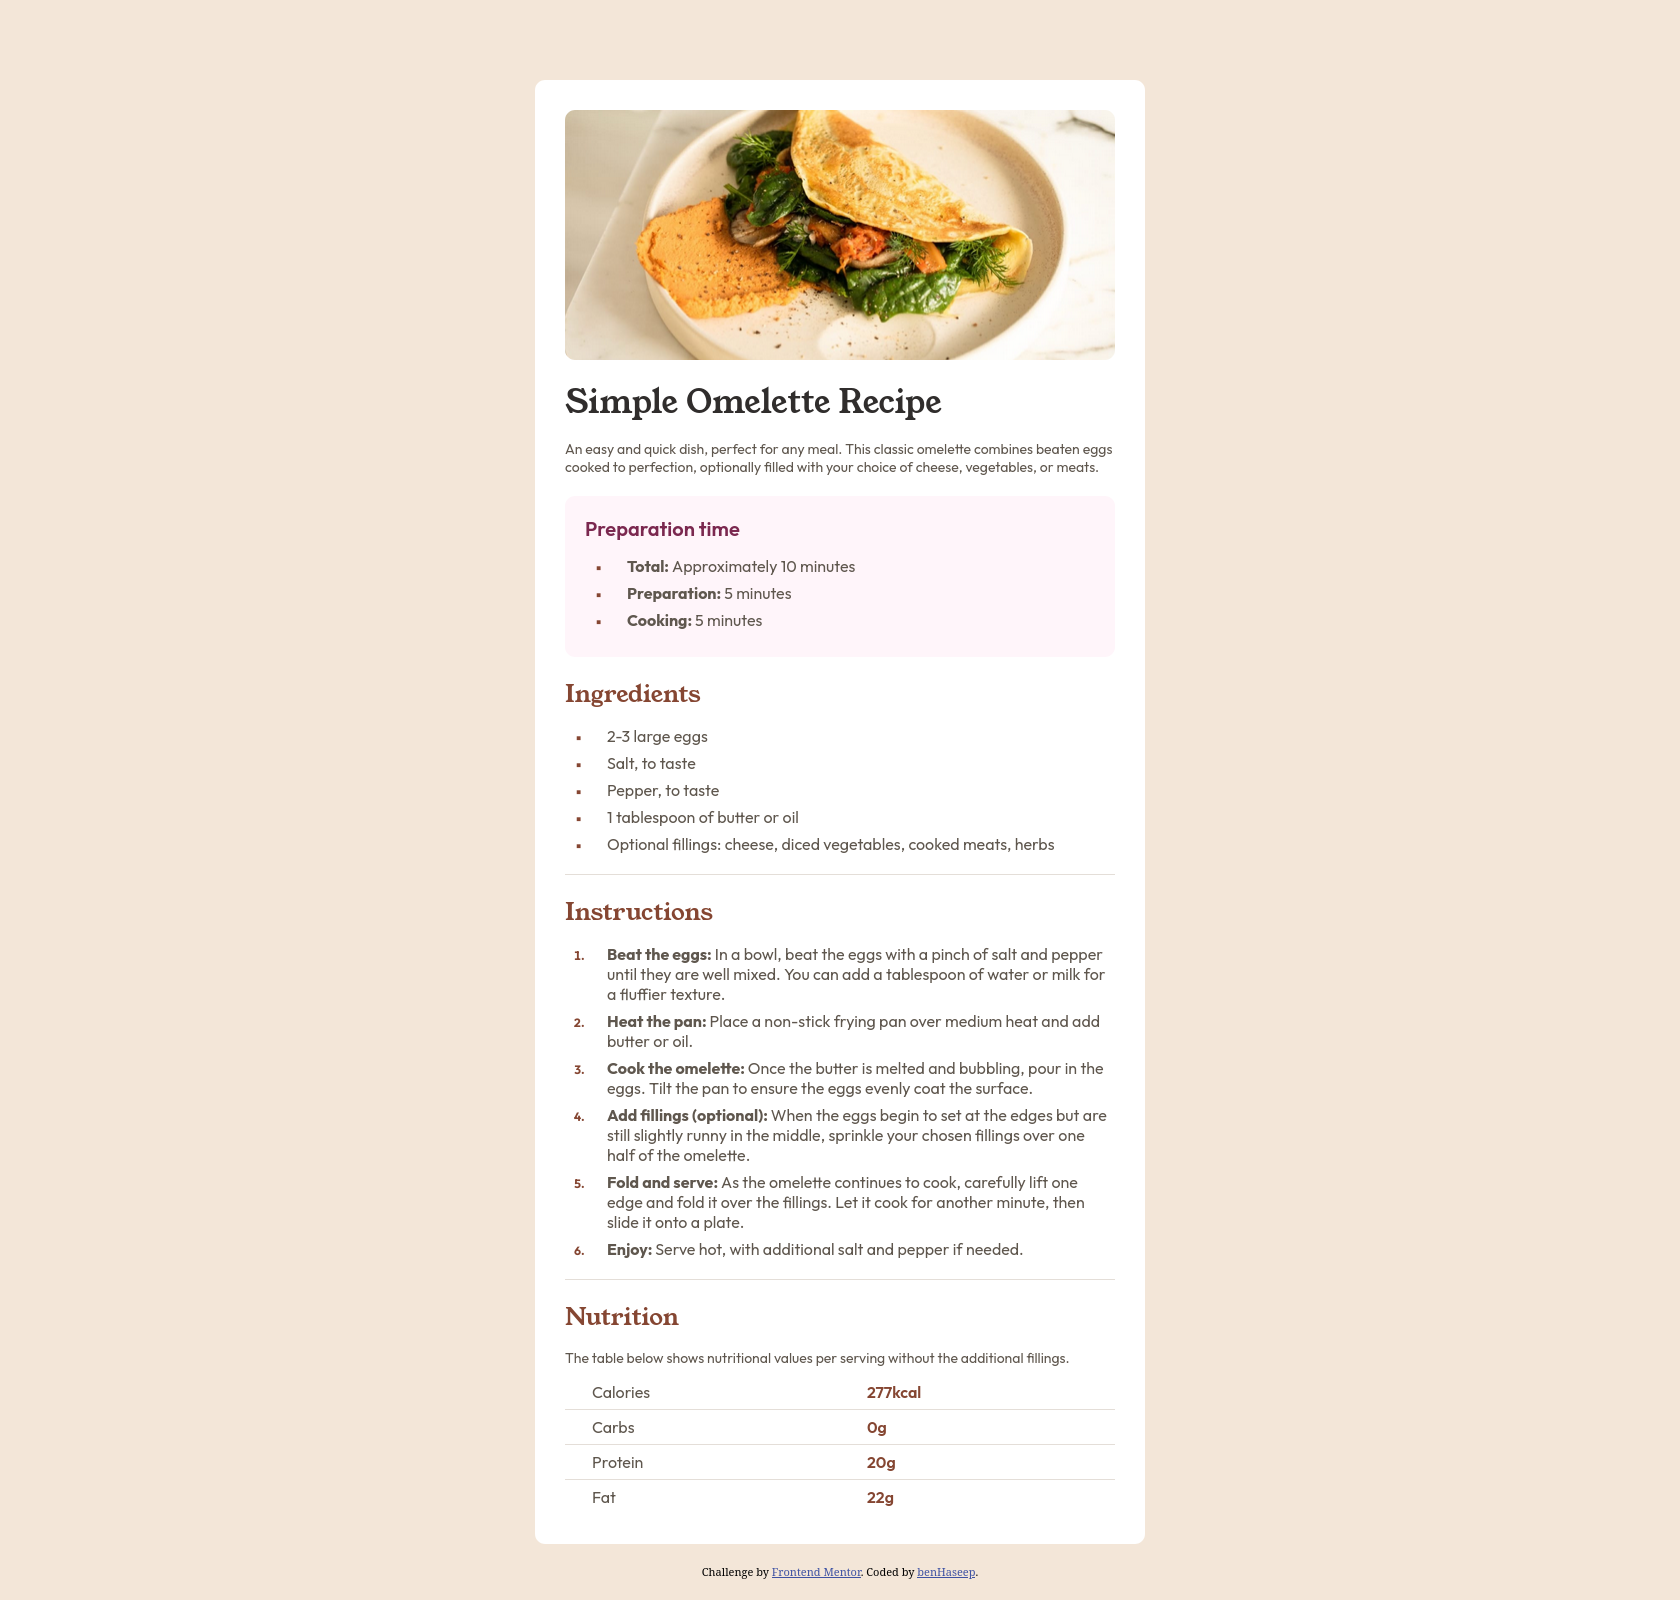 Simple Omelette Recipe
An easy and quick dish, perfect for any meal. This classic omelette combines beaten eggs
cooked to perfection, optionally filled with your choice of cheese, vegetables, or meats.
Preparation time
▪ Total: Approximately 10 minutes
▪ Preparation: 5 minutes
▪ Cooking: 5 minutes
Ingredients
▪ 2-3 large eggs
▪ Salt, to taste
▪ Pepper, to taste
▪ 1 tablespoon of butter or oil
▪ Optional fillings: cheese, diced vegetables, cooked meats, herbs
Instructions
1. Beat the eggs: In a bowl, beat the eggs with a pinch of salt and pepper
until they are well mixed. You can add a tablespoon of water or milk for
a fluffier texture.
2. Heat the pan: Place a non-stick frying pan over medium heat and add
butter or oil.
3. Cook the omelette: Once the butter is melted and bubbling, pour in the
eggs. Tilt the pan to ensure the eggs evenly coat the surface.
4. Add fillings (optional): When the eggs begin to set at the edges but are
still slightly runny in the middle, sprinkle your chosen fillings over one
half of the omelette.
5. Fold and serve: As the omelette continues to cook, carefully lift one
edge and fold it over the fillings. Let it cook for another minute, then
slide it onto a plate.
6. Enjoy: Serve hot, with additional salt and pepper if needed.
Nutrition
The table below shows nutritional values per serving without the additional fillings.
Calories 277kcal
Carbs 0g
Protein 20g
Fat 22g
Challenge by Frontend Mentor. Coded by benHaseep.